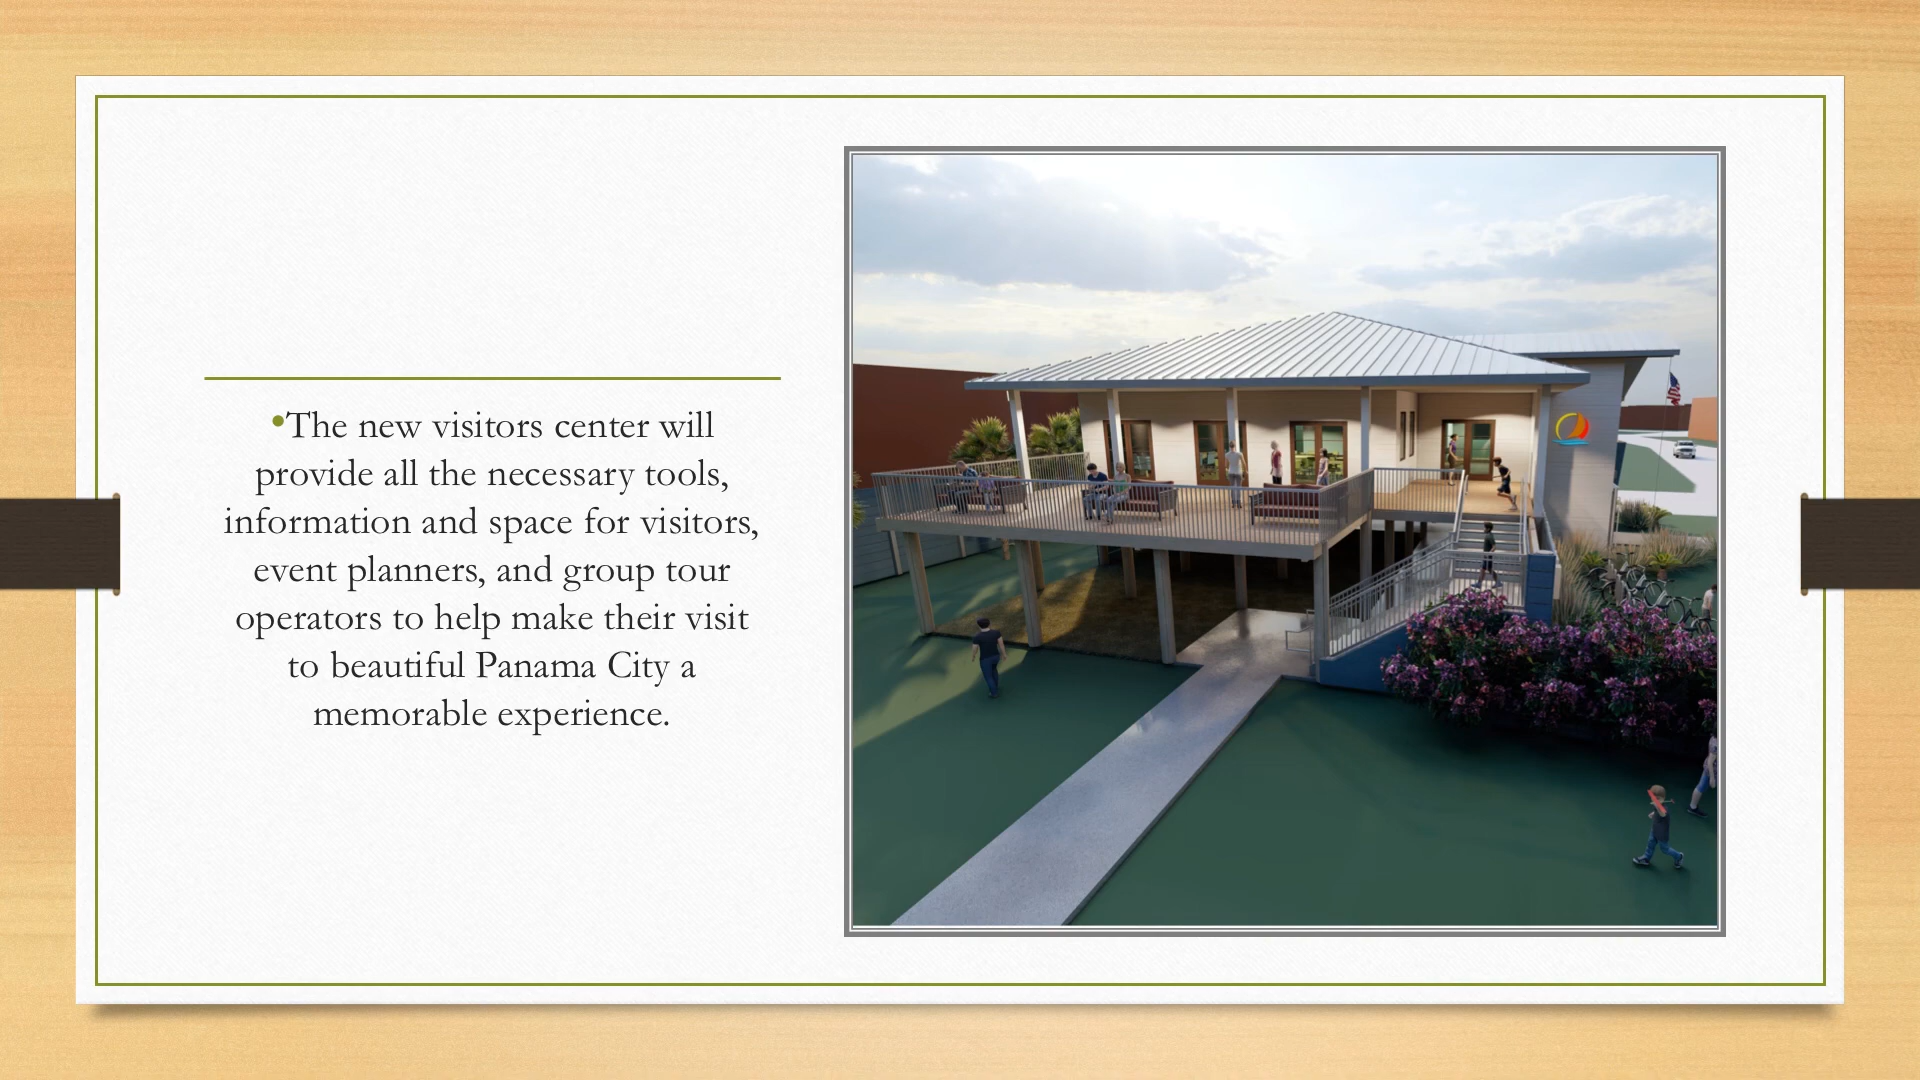 •The new visitors center will
provide all the necessary tools,
information and space for visitors,
event planners, and group tour
operators to help make their visit
to beautiful Panama City a
memorable experience.